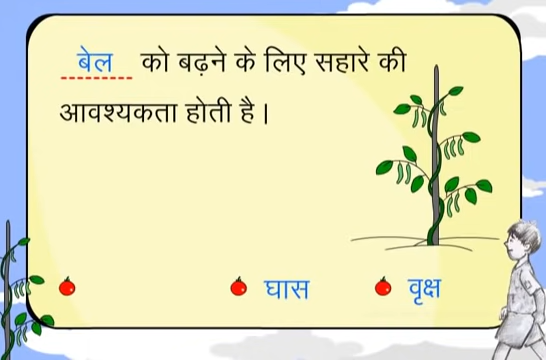 बेल को बढ़ने के लिए सहारे की
आवश्यकता होती है।
घास वृक्ष